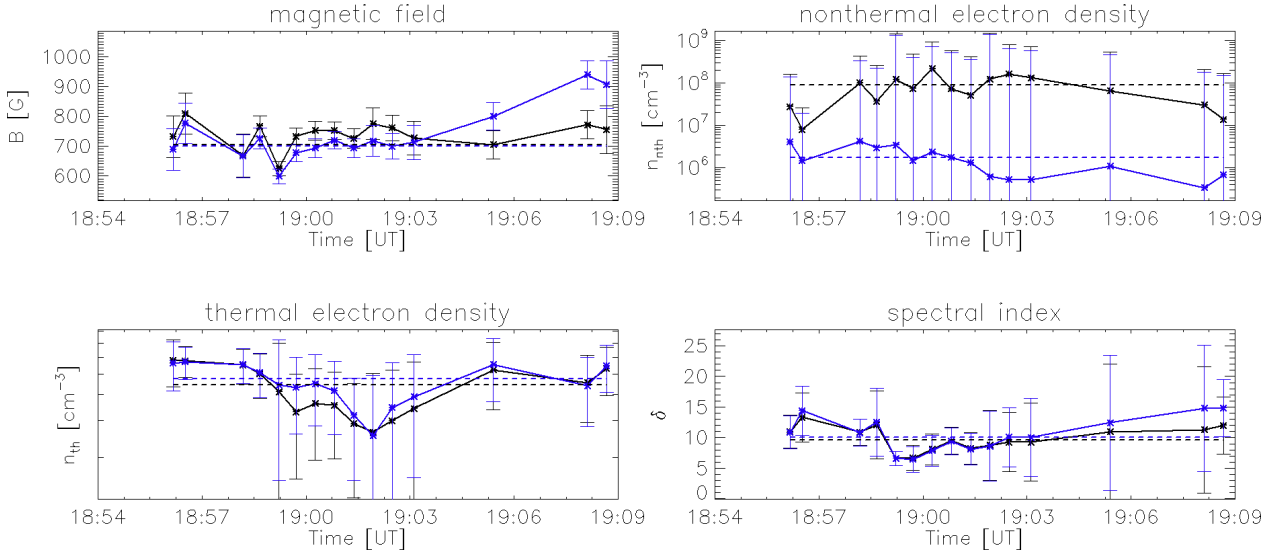 magnetic field
B [G]
1000
900
800
700
600
18:54 18:57 19:00 19:03 19:06 19:09
Time [UT]
nonthermal electron density
n_nth [cm⁻³]
10⁹
10⁸
10⁷
10⁶
18:54 18:57 19:00 19:03 19:06 19:09
Time [UT]
thermal electron density
n_th [cm⁻³]
18:54 18:57 19:00 19:03 19:06 19:09
Time [UT]
spectral index
δ
25
20
15
10
5
0
18:54 18:57 19:00 19:03 19:06 19:09
Time [UT]